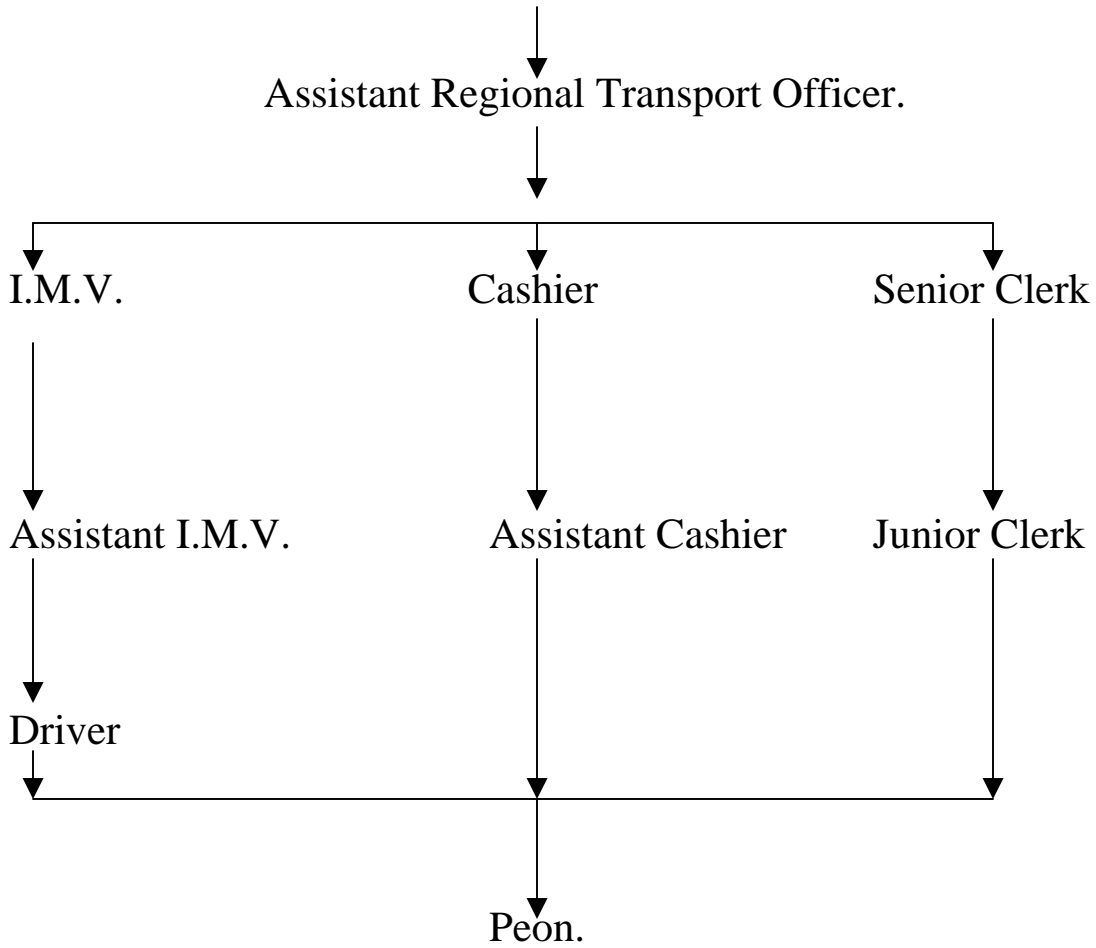 Assistant Regional Transport Officer.
I.M.V. Cashier Senior Clerk
Assistant I.M.V. Assistant Cashier Junior Clerk
Driver
Peon.